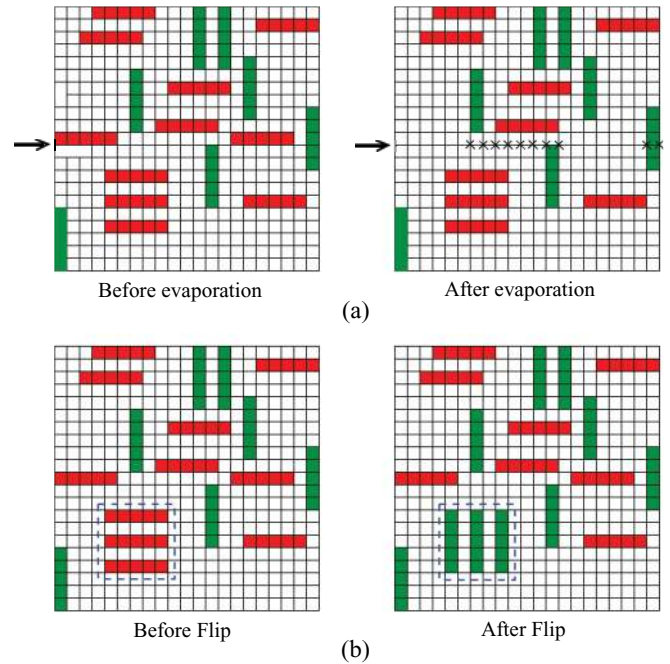 Before evaporation
After evaporation
(a)
Before Flip
After Flip
(b)